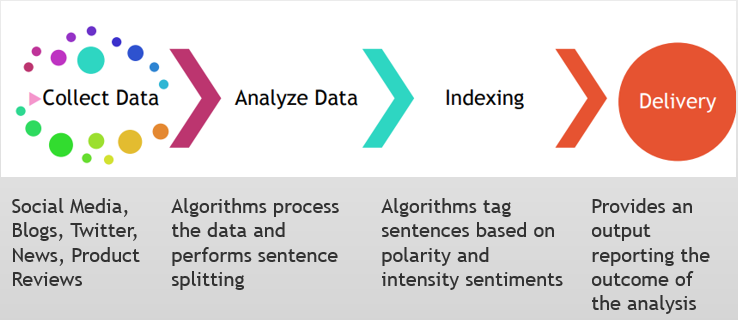 Collect Data
Analyze Data
Indexing
Delivery
Social Media,
Blogs, Twitter,
News, Product
Reviews
Algorithms process
the data and
performs sentence
splitting
Algorithms tag
sentences based on
polarity and
intensity sentiments
Provides an
output
reporting the
outcome of
the analysis